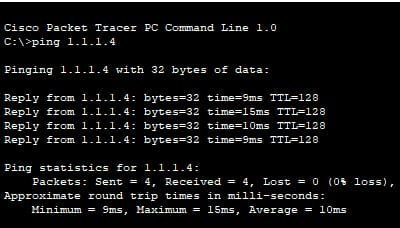 Cisco Packet Tracer PC Command Line 1.0
C:\>ping 1.1.1.4
Pinging 1.1.1.4 with 32 bytes of data:
Reply from 1.1.1.4: bytes=32 time=9ms TTL=128
Reply from 1.1.1.4: bytes=32 time=15ms TTL=128
Reply from 1.1.1.4: bytes=32 time=10ms TTL=128
Reply from 1.1.1.4: bytes=32 time=9ms TTL=128
Ping statistics for 1.1.1.4:
Packets: Sent = 4, Received = 4, Lost = 0 (0% loss),
Approximate round trip times in milli-seconds:
Minimum = 9ms, Maximum = 15ms, Average = 10ms